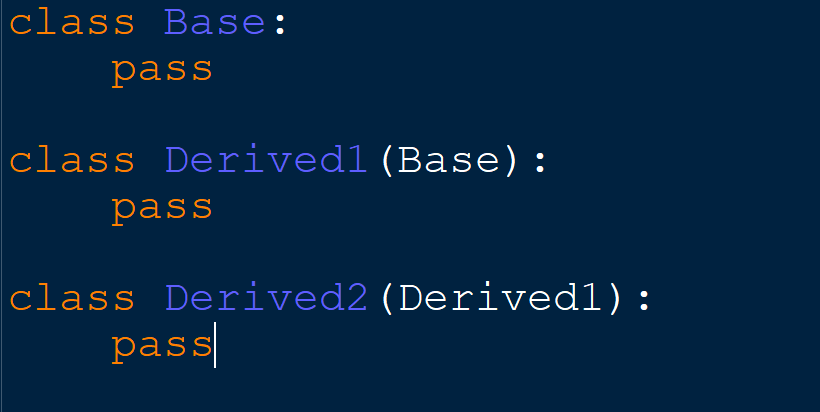 class Base:
    pass

class Derived1(Base):
    pass

class Derived2(Derived1):
    pass